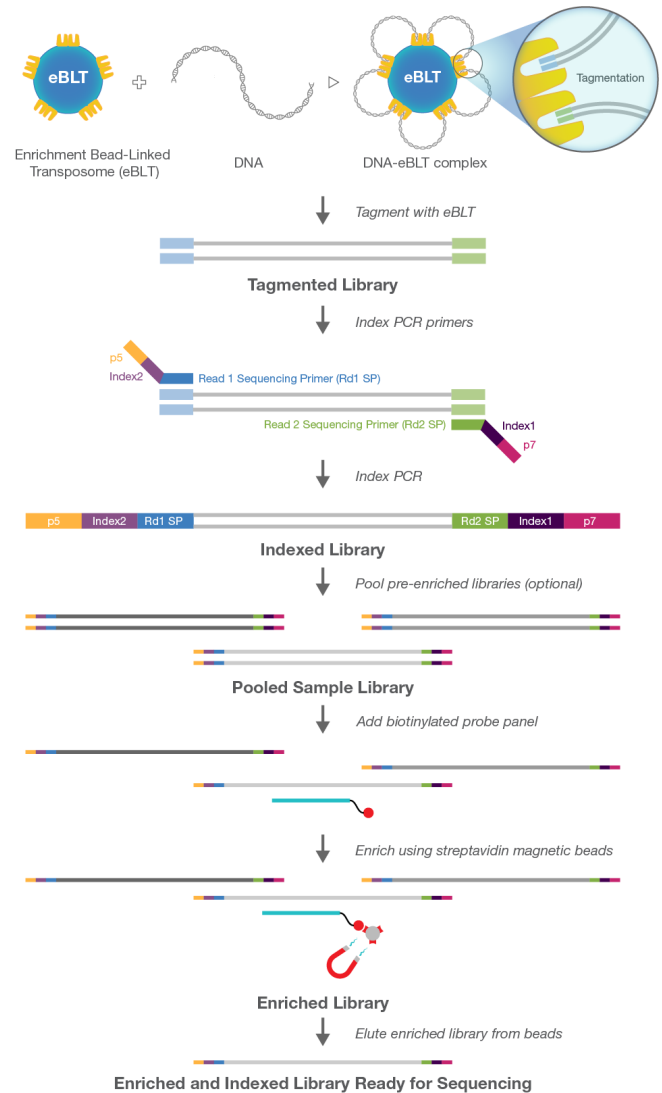 eBLT
eBLT
Tagmentation
Enrichment Bead-Linked
Transposome (eBLT)
DNA
DNA-eBLT complex
Tagment with eBLT
Tagmented Library
Index PCR primers
p5
Index2
Read 1 Sequencing Primer (Rd1 SP)
Read 2 Sequencing Primer (Rd2 SP)
Index1
p7
Index PCR
p5 Index2 Rd1 SP Rd2 SP Index1 p7
Indexed Library
Pool pre-enriched libraries (optional)
Pooled Sample Library
Add biotinylated probe panel
Enrich using streptavidin magnetic beads
Enriched Library
Elute enriched library from beads
Enriched and Indexed Library Ready for Sequencing